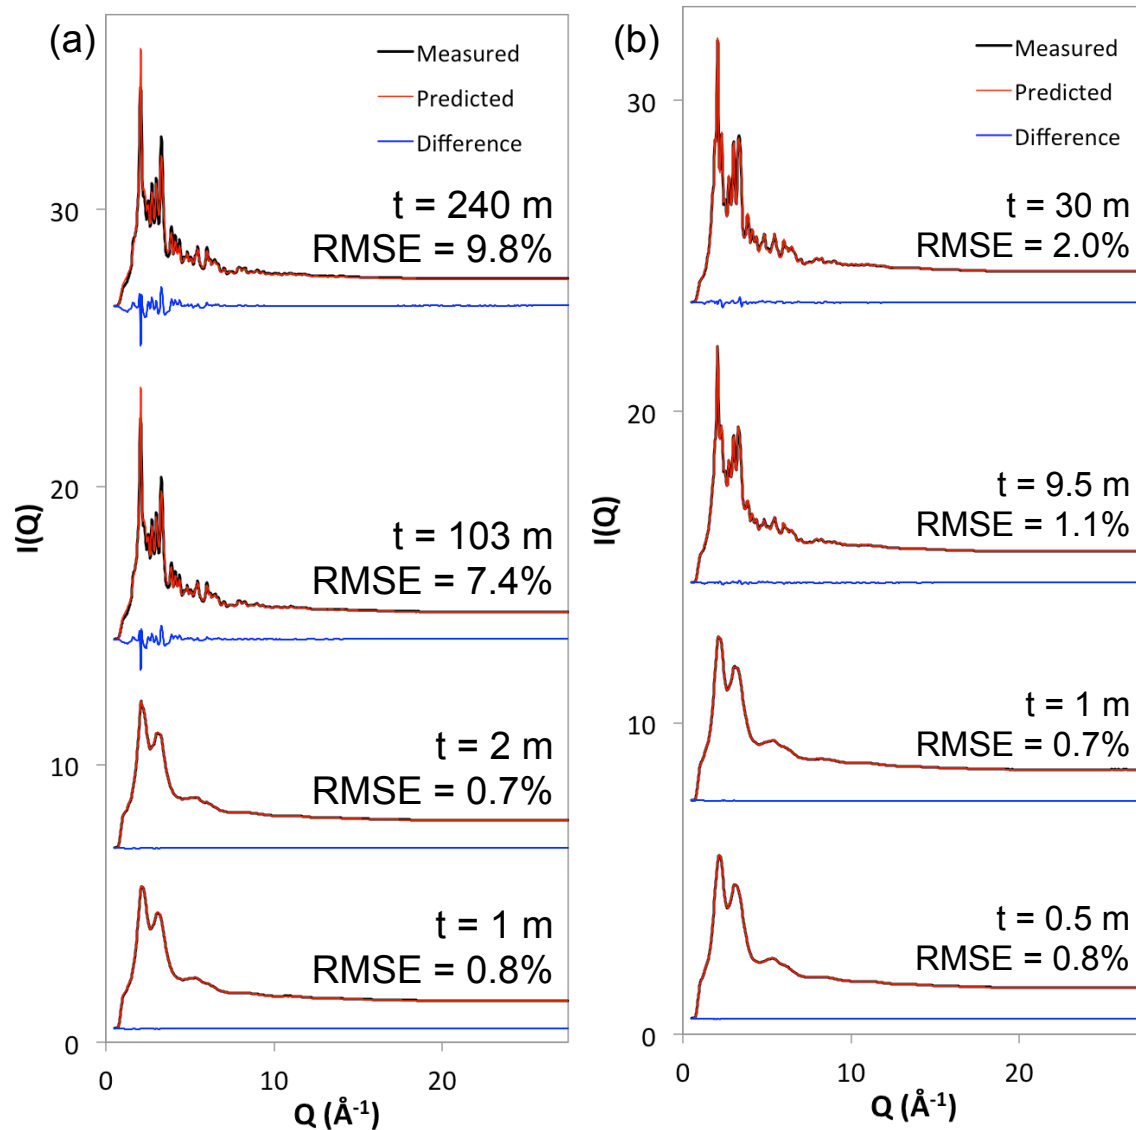 (a)
Measured
Predicted
Difference
t = 240 m
RMSE = 9.8%
30
t = 103 m
RMSE = 7.4%
20
t = 2 m
RMSE = 0.7%
10
t = 1 m
RMSE = 0.8%
0
I(Q)
0 10 20
Q (Å-1)
(b)
Measured
Predicted
Difference
30
t = 30 m
RMSE = 2.0%
20
t = 9.5 m
RMSE = 1.1%
10
t = 1 m
RMSE = 0.7%
t = 0.5 m
RMSE = 0.8%
0
I(Q)
0 10 20
Q (Å-1)